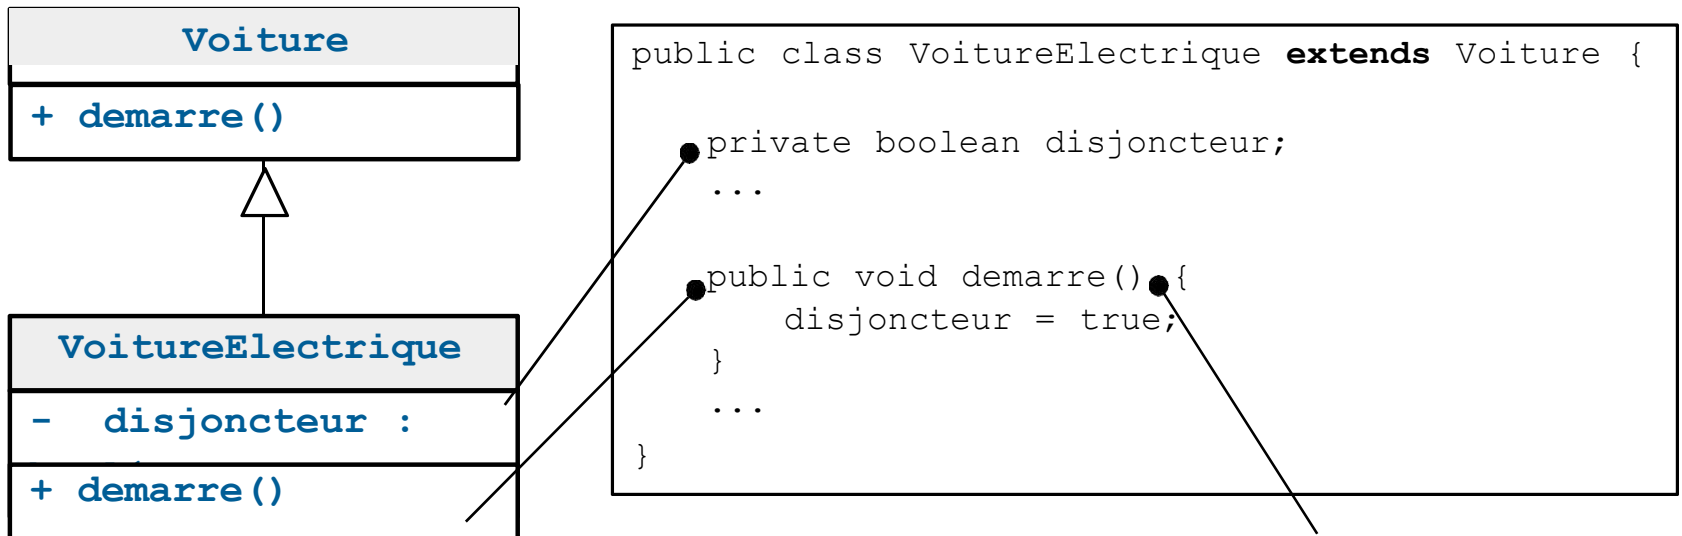 Voiture
+ demarre()
VoitureElectrique
- disjoncteur :
+ demarre()
public class VoitureElectrique extends Voiture {
private boolean disjoncteur;
...
public void demarre() {
disjoncteur = true;
}
...
}